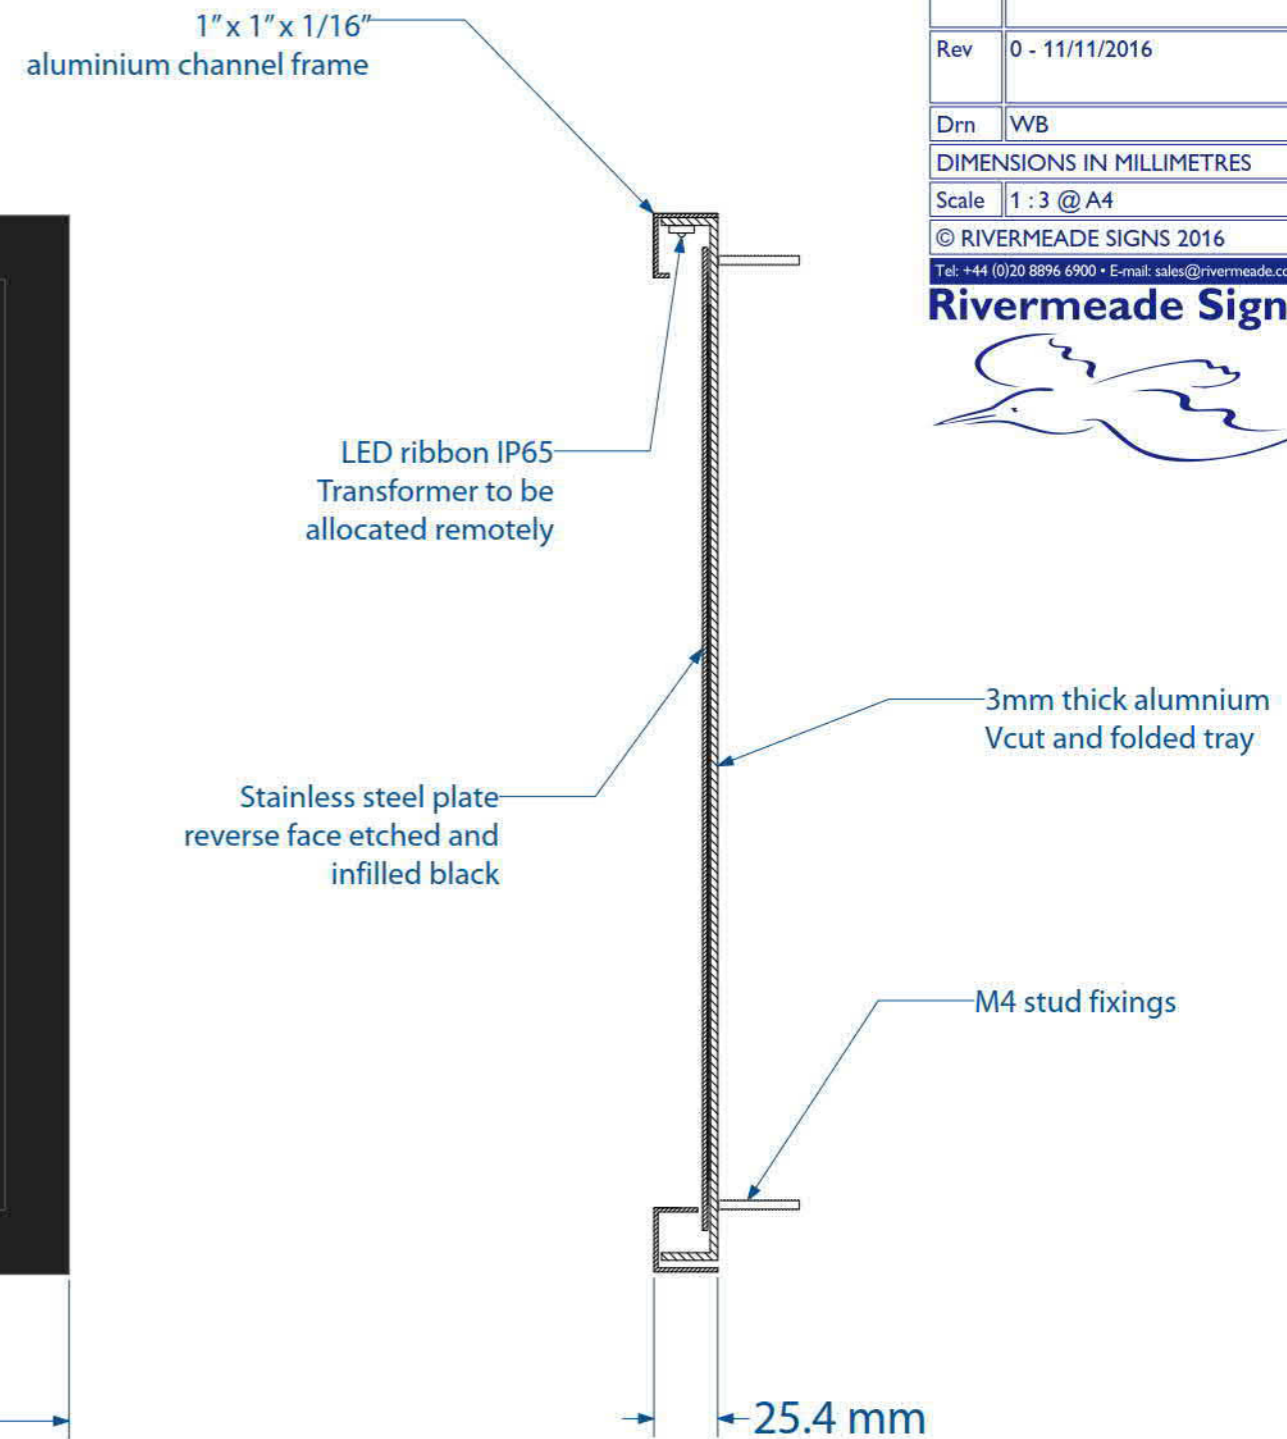 1" x 1" x 1/16"
aluminium channel frame
Rev 0 - 11/11/2016
Drn WB
DIMENSIONS IN MILLIMETRES
Scale 1 : 3 @ A4
© RIVERMEADE SIGNS 2016
Tel: +44 (0)20 8896 6900 • E-mail: sales@rivermeade.co
Rivermeade Sign
LED ribbon IP65
Transformer to be
allocated remotely
3mm thick alumnium
Vcut and folded tray
Stainless steel plate
reverse face etched and
infilled black
M4 stud fixings
25.4 mm